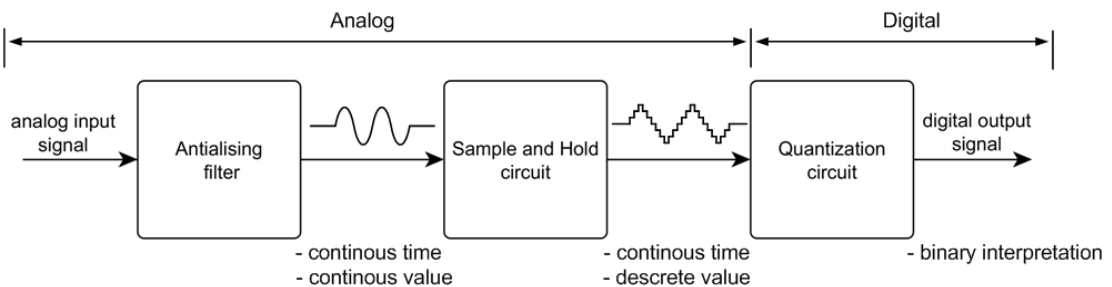 Analog
Digital
analog input
signal
Antialising
filter
Sample and Hold
circuit
Quantization
circuit
digital output
signal
- continous time
- continous value
- continous time
- descrete value
- binary interpretation